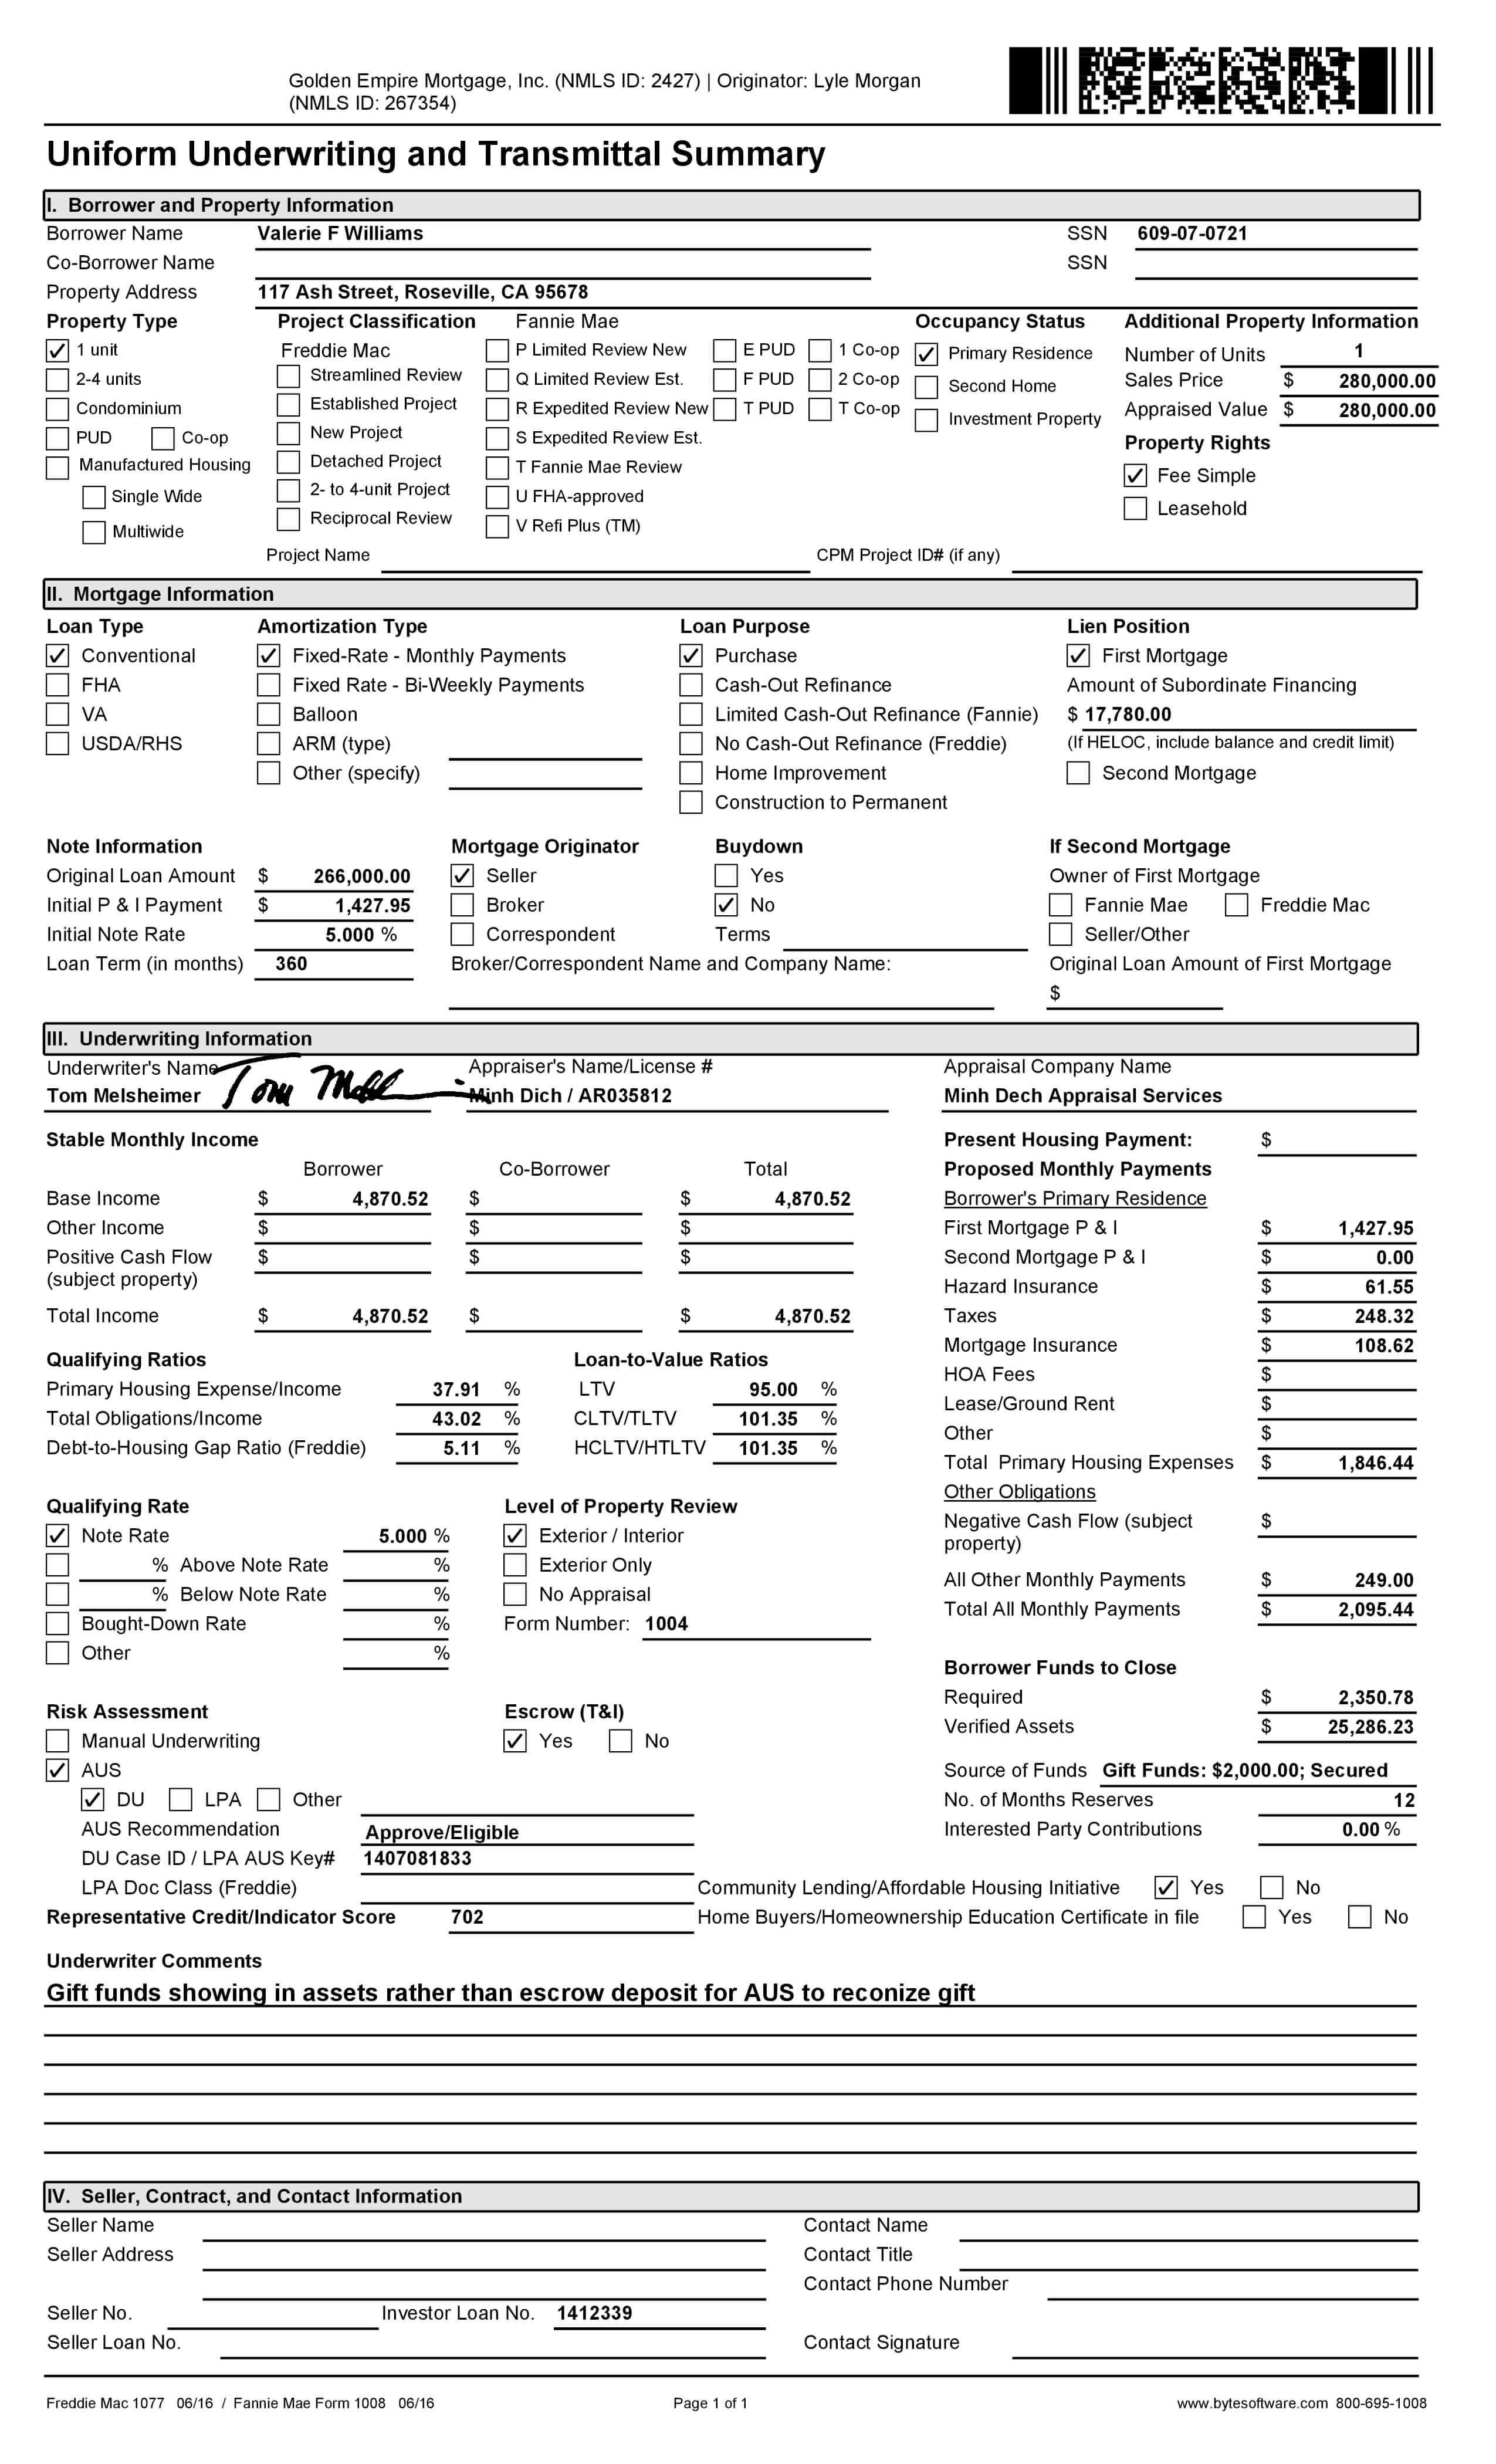 Golden Empire Mortgage, Inc. (NMLS ID: 2427) | Originator: Lyle Morgan
(NMLS ID: 267354)
Uniform Underwriting and Transmittal Summary
I. Borrower and Property Information
Borrower Name Valerie F Williams SSN 609-07-0721
Co-Borrower Name SSN
Property Address 117 Ash Street, Roseville, CA 95678
Property Type Project Classification Fannie Mae Occupancy Status Additional Property Information
✓ 1 unit Freddie Mac P Limited Review New E PUD 1 Co-op ✓ Primary Residence Number of Units 1
2-4 units Streamlined Review Q Limited Review Est. F PUD 2 Co-op Second Home Sales Price $ 280,000.00
Condominium Established Project R Expedited Review New T PUD T Co-op Investment Property Appraised Value $ 280,000.00
PUD Co-op New Project S Expedited Review Est. Property Rights
Manufactured Housing Detached Project T Fannie Mae Review ✓ Fee Simple
Single Wide 2- to 4-unit Project U FHA-approved Leasehold
Multiwide Reciprocal Review V Refi Plus (TM)
Project Name CPM Project ID# (if any)
II. Mortgage Information
Loan Type Amortization Type Loan Purpose Lien Position
✓ Conventional ✓ Fixed-Rate - Monthly Payments ✓ Purchase ✓ First Mortgage
FHA Fixed Rate - Bi-Weekly Payments Cash-Out Refinance Amount of Subordinate Financing
VA Balloon Limited Cash-Out Refinance (Fannie) $ 17,780.00
USDA/RHS ARM (type) No Cash-Out Refinance (Freddie) (If HELOC, include balance and credit limit)
Other (specify) Home Improvement Second Mortgage
Construction to Permanent
Note Information Mortgage Originator Buydown If Second Mortgage
Original Loan Amount $ 266,000.00 ✓ Seller Yes Owner of First Mortgage
Initial P & I Payment $ 1,427.95 Broker ✓ No Fannie Mae Freddie Mac
Initial Note Rate 5.000 % Correspondent Terms Seller/Other
Loan Term (in months) 360 Broker/Correspondent Name and Company Name: Original Loan Amount of First Mortgage
$
III. Underwriting Information
Underwriter's Name Appraiser's Name/License # Appraisal Company Name
Tom Melsheimer Minh Dich / AR035812 Minh Dech Appraisal Services
Stable Monthly Income Present Housing Payment: $
Borrower Co-Borrower Total Proposed Monthly Payments
Base Income $ 4,870.52 $ $ 4,870.52 Borrower's Primary Residence
Other Income $ $ $ First Mortgage P & I $ 1,427.95
Positive Cash Flow $ $ $ Second Mortgage P & I $ 0.00
(subject property) Hazard Insurance $ 61.55
Total Income $ 4,870.52 $ $ 4,870.52 Taxes $ 248.32
Mortgage Insurance $ 108.62
Qualifying Ratios Loan-to-Value Ratios HOA Fees $
Primary Housing Expense/Income 37.91 % LTV 95.00 % Lease/Ground Rent $
Total Obligations/Income 43.02 % CLTV/TLTV 101.35 % Other $
Debt-to-Housing Gap Ratio (Freddie) 5.11 % HCLTV/HTLTV 101.35 % Total Primary Housing Expenses $ 1,846.44
Other Obligations
Qualifying Rate Level of Property Review Negative Cash Flow (subject $
✓ Note Rate 5.000 % ✓ Exterior / Interior property)
% Above Note Rate % Exterior Only All Other Monthly Payments $ 249.00
% Below Note Rate % No Appraisal Total All Monthly Payments $ 2,095.44
Bought-Down Rate % Form Number: 1004
Other % Borrower Funds to Close
Risk Assessment Escrow (T&I) Required $ 2,350.78
Manual Underwriting ✓ Yes No Verified Assets $ 25,286.23
✓ AUS Source of Funds Gift Funds: $2,000.00; Secured
✓ DU LPA Other No. of Months Reserves 12
AUS Recommendation Approve/Eligible Interested Party Contributions 0.00 %
DU Case ID / LPA AUS Key# 1407081833
LPA Doc Class (Freddie) Community Lending/Affordable Housing Initiative ✓ Yes No
Representative Credit/Indicator Score 702 Home Buyers/Homeownership Education Certificate in file Yes No
Underwriter Comments
Gift funds showing in assets rather than escrow deposit for AUS to reconize gift
IV. Seller, Contract, and Contact Information
Seller Name Contact Name
Seller Address Contact Title
Contact Phone Number
Seller No. Investor Loan No. 1412339
Seller Loan No. Contact Signature
Freddie Mac 1077 06/16 / Fannie Mae Form 1008 06/16 Page 1 of 1 www.bytesoftware.com 800-695-1008